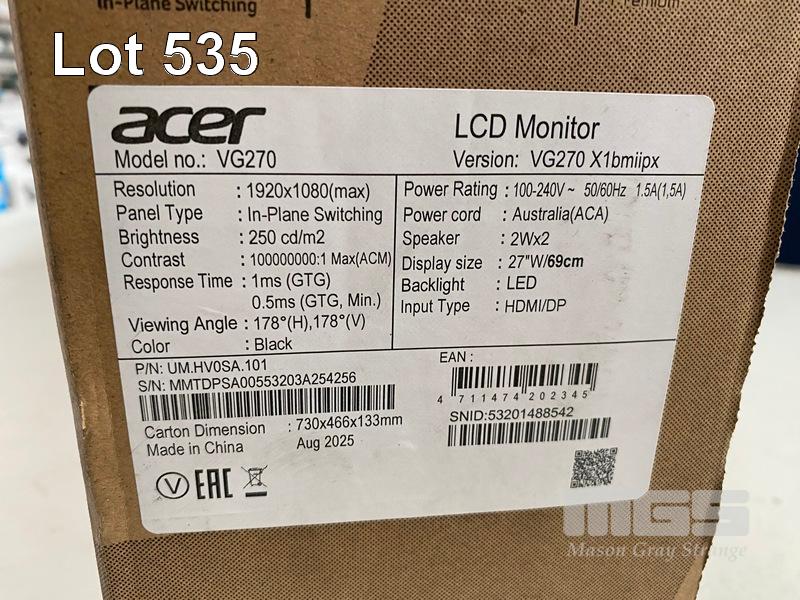 In-Plane Switching
Lot 535
acer
LCD Monitor
Model no.: VG270
Version: VG270 X1bmiipx
Resolution : 1920x1080(max)
Panel Type : In-Plane Switching
Brightness : 250 cd/m2
Contrast : 100000000:1 Max(ACM)
Response Time : 1ms (GTG)
0.5ms (GTG, Min.)
Viewing Angle : 178°(H),178°(V)
Color : Black
Power Rating : 100-240V ~ 50/60Hz 1.5A(1,5A)
Power cord : Australia(ACA)
Speaker : 2Wx2
Display size : 27"W/69cm
Backlight : LED
Input Type : HDMI/DP
P/N: UM.HV0SA.101
S/N: MMTDPSA00553203A254256
Carton Dimension : 730x466x133mm
Made in China Aug 2025
V EAC
EAN :
4 711474 202345
SNID:53201488542
MGS
Mason Gray Strange